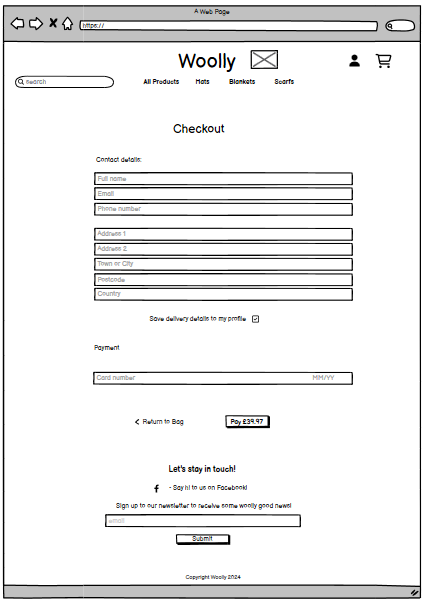 A Web Page
https://
Woolly
search
All Products Hats Blankets Scarfs
Checkout
Contact details:
Full name
Email
Phone number
Address 1
Address 2
Town or City
Postcode
Country
Save delivery details to my profile
Payment
Card number MM/YY
Return to Bag
Pay £39.97
Let's stay in touch!
- Say hi to us on Facebook!
Sign up to our newsletter to receive some woolly good news!
email
Submit
Copyright Woolly 2024